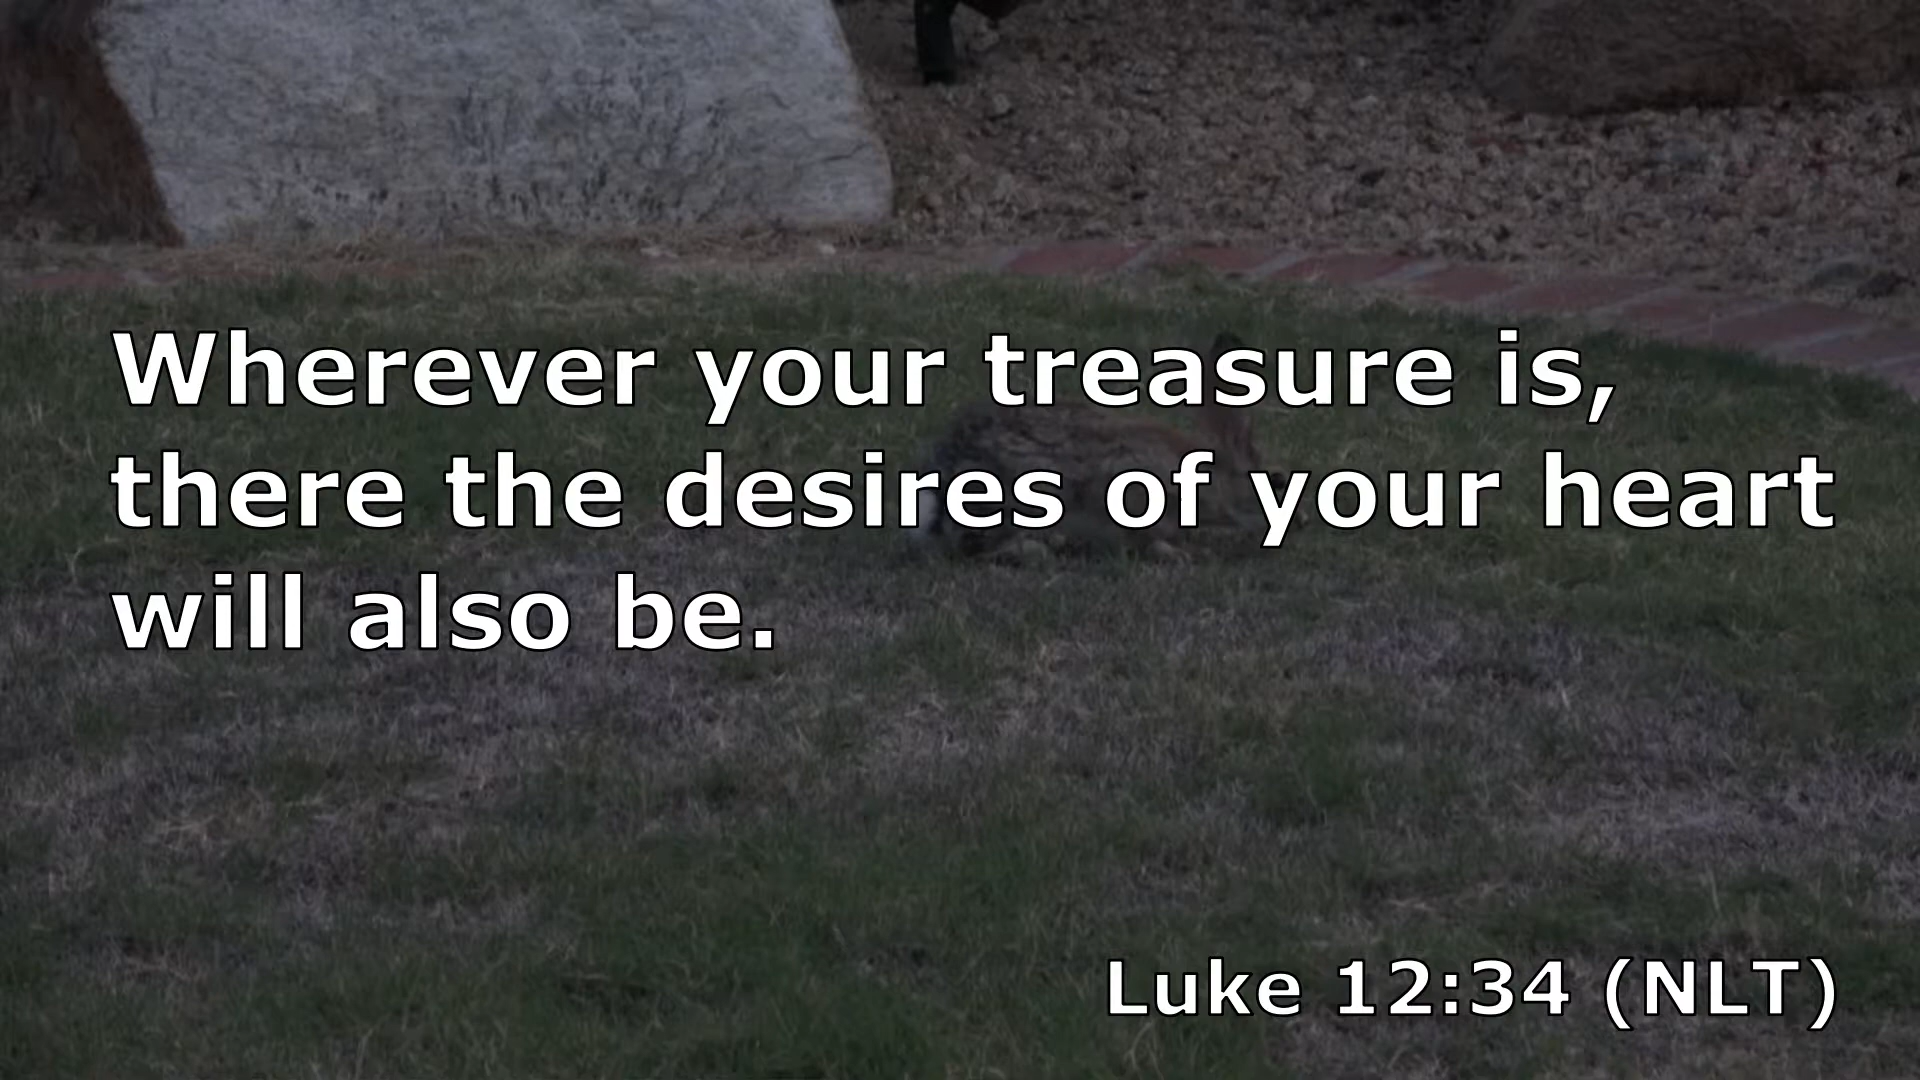 Wherever your treasure is,
there the desires of your heart
will also be.
Luke 12:34 (NLT)